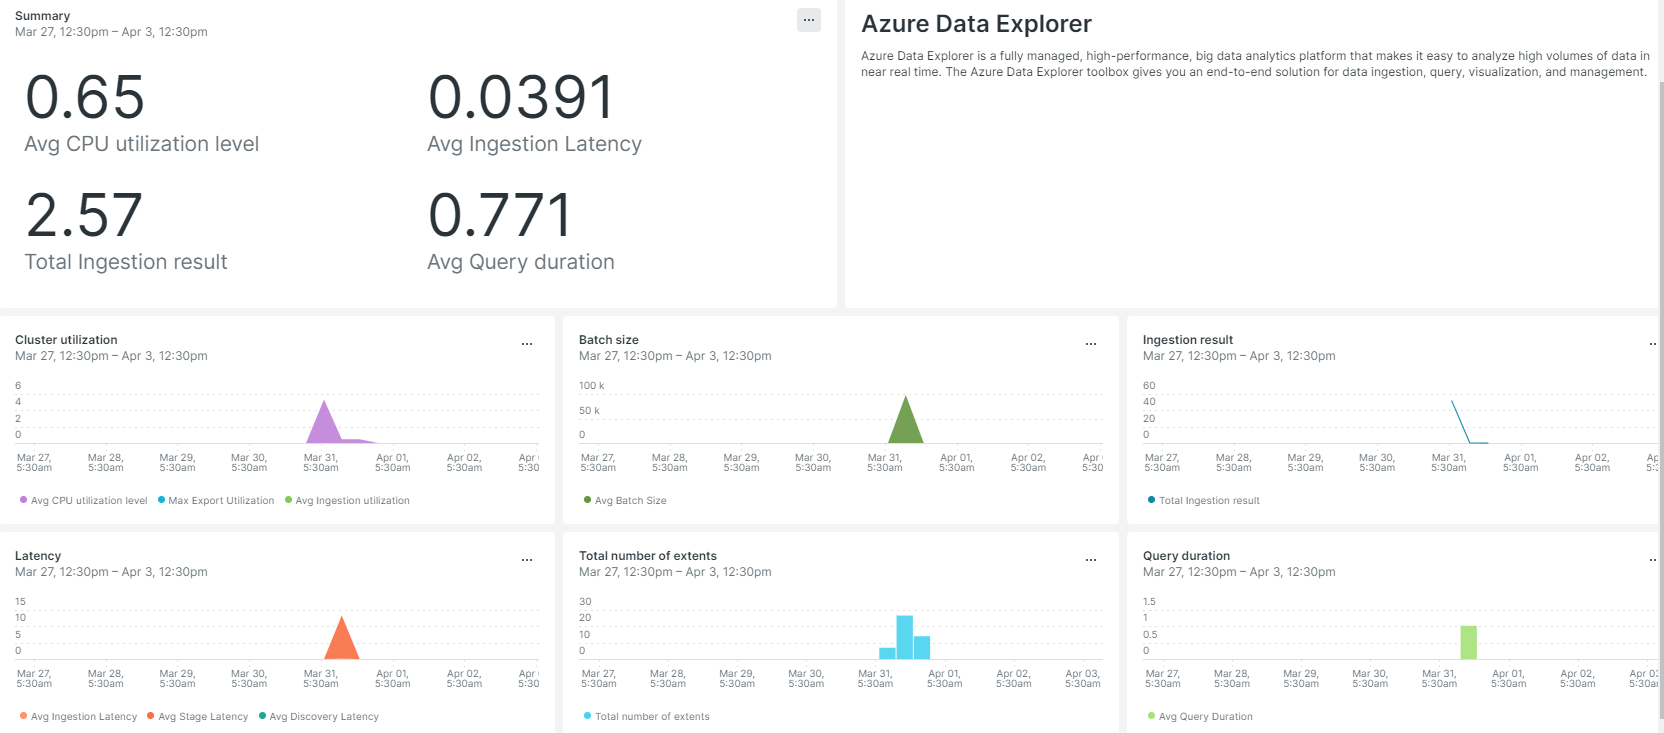 Summary
Mar 27, 12:30pm – Apr 3, 12:30pm
...
0.65
Avg CPU utilization level
0.0391
Avg Ingestion Latency
2.57
Total Ingestion result
0.771
Avg Query duration
Azure Data Explorer
Azure Data Explorer is a fully managed, high-performance, big data analytics platform that makes it easy to analyze high volumes of data in
near real time. The Azure Data Explorer toolbox gives you an end-to-end solution for data ingestion, query, visualization, and management.
Cluster utilization
Mar 27, 12:30pm – Apr 3, 12:30pm
...
6
4
2
0
Mar 27, Mar 28, Mar 29, Mar 30, Mar 31, Apr 01, Apr 02, Apr
5:30am 5:30am 5:30am 5:30am 5:30am 5:30am 5:30am 5:30
Avg CPU utilization level Max Export Utilization Avg Ingestion utilization
Batch size
Mar 27, 12:30pm – Apr 3, 12:30pm
...
100 k
50 k
0
Mar 27, Mar 28, Mar 29, Mar 30, Mar 31, Apr 01, Apr 02, Apr
5:30am 5:30am 5:30am 5:30am 5:30am 5:30am 5:30am 5:30
Avg Batch Size
Ingestion result
Mar 27, 12:30pm – Apr 3, 12:30pm
60
40
20
0
Mar 27, Mar 28, Mar 29, Mar 30, Mar 31, Apr 01, Apr 02, Ap
5:30am 5:30am 5:30am 5:30am 5:30am 5:30am 5:30am 5:3
Total Ingestion result
Latency
Mar 27, 12:30pm – Apr 3, 12:30pm
...
15
10
5
0
Mar 27, Mar 28, Mar 29, Mar 30, Mar 31, Apr 01, Apr 02, Apr
5:30am 5:30am 5:30am 5:30am 5:30am 5:30am 5:30am 5:30
Avg Ingestion Latency Avg Stage Latency Avg Discovery Latency
Total number of extents
Mar 27, 12:30pm – Apr 3, 12:30pm
...
30
20
10
0
Mar 27, Mar 28, Mar 29, Mar 30, Mar 31, Apr 01, Apr 02, Apr 03,
5:30am 5:30am 5:30am 5:30am 5:30am 5:30am 5:30am 5:30am
Total number of extents
Query duration
Mar 27, 12:30pm – Apr 3, 12:30pm
1.5
1
0.5
0
Mar 27, Mar 28, Mar 29, Mar 30, Mar 31, Apr 01, Apr 02, Apr 03
5:30am 5:30am 5:30am 5:30am 5:30am 5:30am 5:30am 5:30a
Avg Query Duration